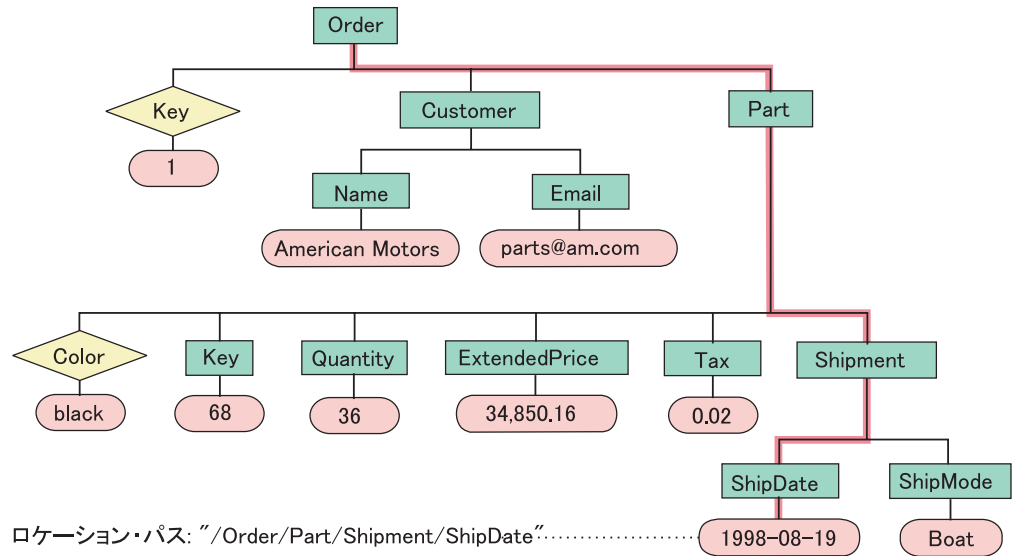 Order
Key
Customer
Part
1
Name
Email
American Motors
parts@am.com
Color
Key
Quantity
ExtendedPrice
Tax
Shipment
black
68
36
34,850.16
0.02
ShipDate
ShipMode
ロケーション・パス: "/Order/Part/Shipment/ShipDate"
1998-08-19
Boat